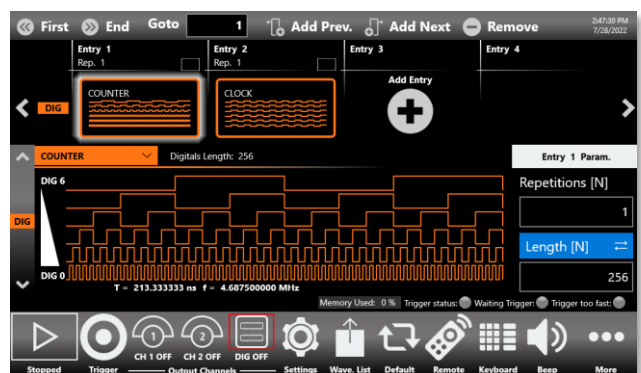 First End Goto 1 Add Prev. Add Next Remove 2:47:30 PM
7/28/2022
Entry 1 Entry 2 Entry 3 Entry 4
Rep. 1 Rep. 1
COUNTER CLOCK Add Entry
DIG
COUNTER Digitals Length: 256 Entry 1 Param.
DIG 6 Repetitions [N]
1
DIG
Length [N]
DIG 0 256
T = 213.333333 ns f = 4.687500000 MHz
Memory Used: 0 % Trigger status: Waiting Trigger: Trigger too fast:
1 2
CH 1 OFF CH 2 OFF DIG OFF
Stopped Trigger Output Channels Settings Wave. List Default Remote Keyboard Beep More